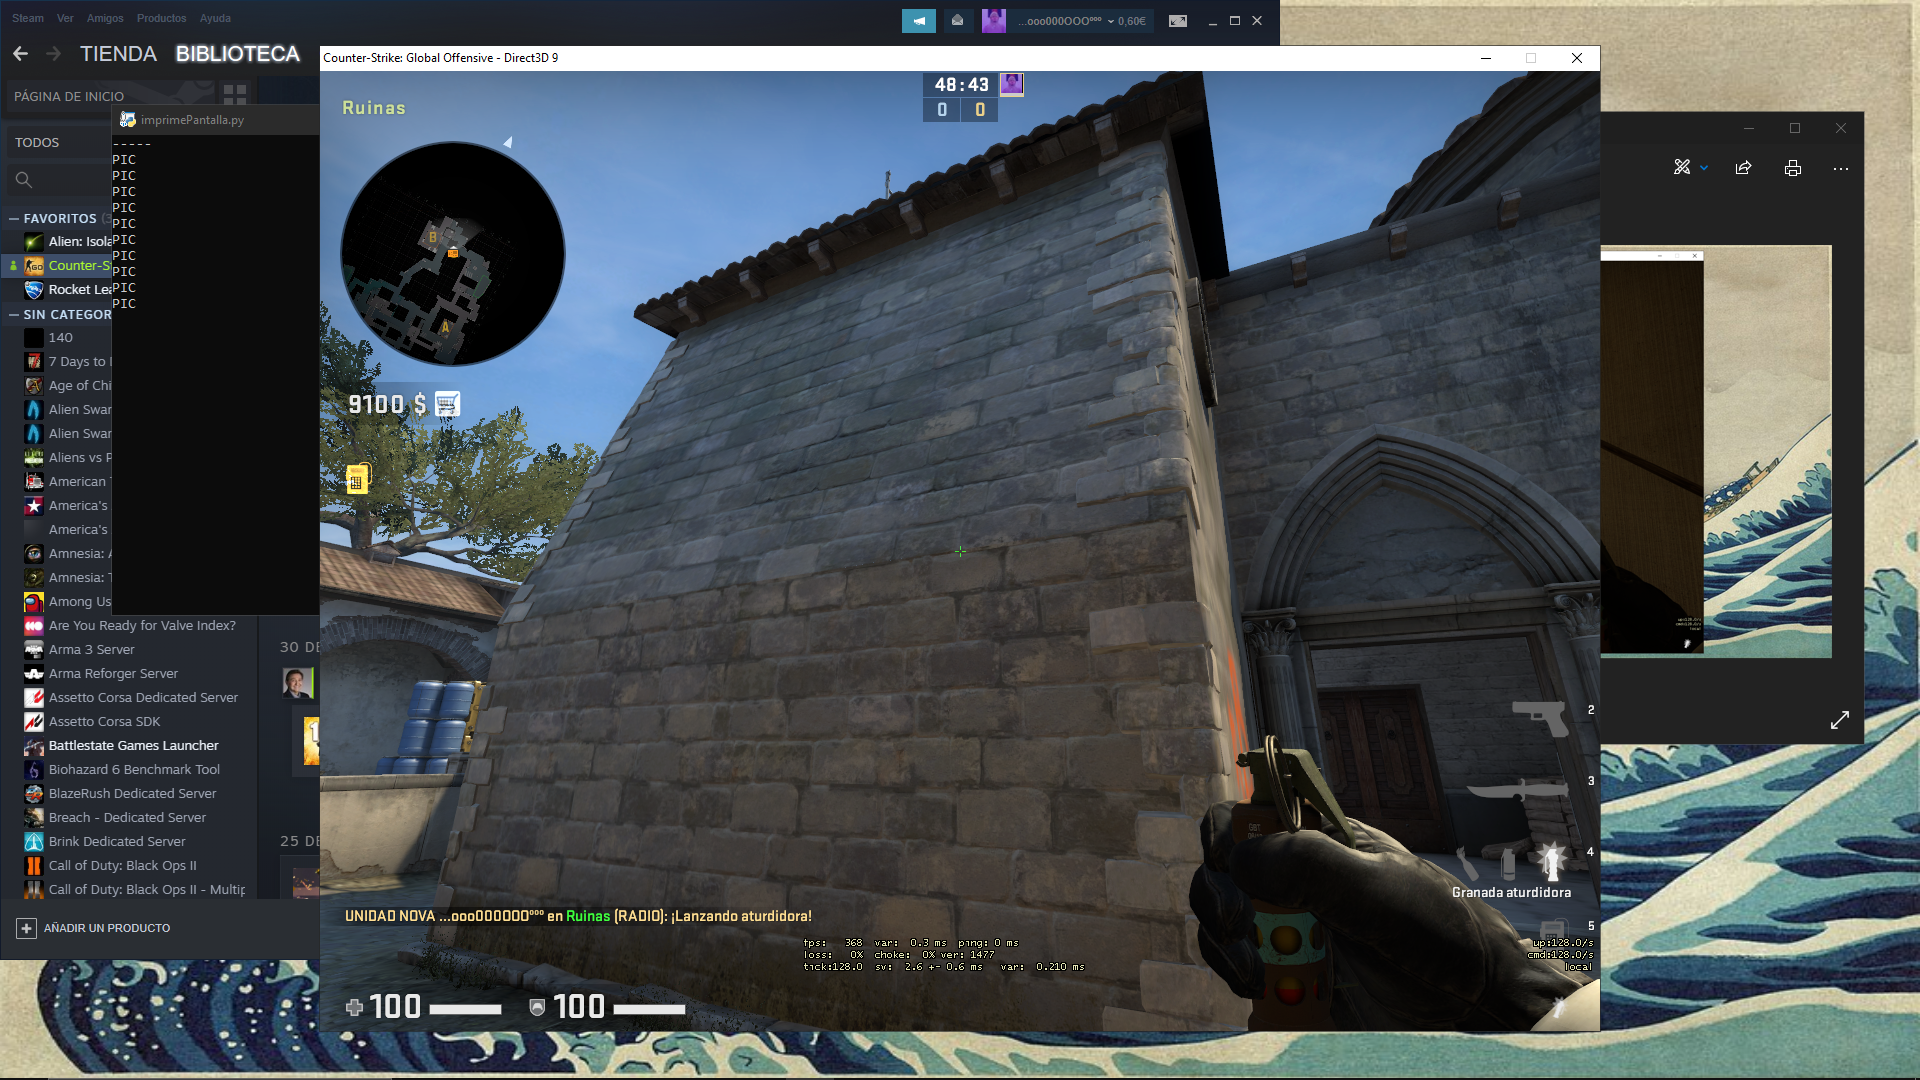 Steam Ver Amigos Productos Ayuda
...ooo000OOOººº 0,60€
TIENDA BIBLIOTECA
PÁGINA DE INICIO
TODOS
FAVORITOS
Alien: Isola
Counter-St
Rocket Lea
SIN CATEGOR
140
7 Days to
Age of Chi
Alien Swar
Alien Swar
Aliens vs P
American
America's
America's
Amnesia: A
Amnesia: T
Among Us
Are You Ready for Valve Index?
Arma 3 Server
Arma Reforger Server
Assetto Corsa Dedicated Server
Assetto Corsa SDK
Battlestate Games Launcher
Biohazard 6 Benchmark Tool
BlazeRush Dedicated Server
Breach - Dedicated Server
Brink Dedicated Server
Call of Duty: Black Ops II
Call of Duty: Black Ops II - Multip
AÑADIR UN PRODUCTO
30 DE
25 DE
imprimePantalla.py
-----
PIC
PIC
PIC
PIC
PIC
PIC
PIC
PIC
PIC
PIC
Counter-Strike: Global Offensive - Direct3D 9
48:43
0 0
Ruinas
B
A
9100 $
2
3
4
Granada aturdidora
5
UNIDAD NOVA ...ooo000OOOººº en Ruinas (RADIO): ¡Lanzando aturdidora!
fps: 368 var: 0.3 ms ping: 0 ms
loss: 0% choke: 0% ver: 1477
tick:128.0 sv: 2.6 +- 0.6 ms var: 0.210 ms
up:128.0/s
cmd:128.0/s
local
100 100